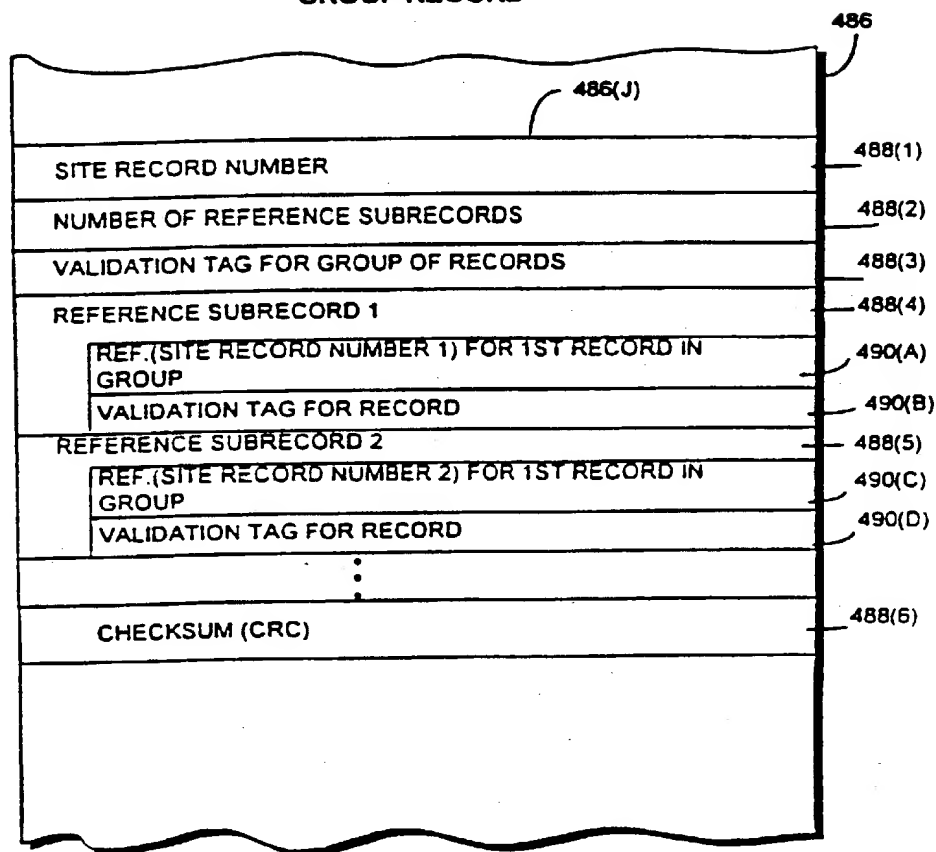 GROUP RECORD
486
486(J)
SITE RECORD NUMBER 488(1)
NUMBER OF REFERENCE SUBRECORDS 488(2)
VALIDATION TAG FOR GROUP OF RECORDS 488(3)
REFERENCE SUBRECORD 1 488(4)
REF.(SITE RECORD NUMBER 1) FOR 1ST RECORD IN
GROUP 490(A)
VALIDATION TAG FOR RECORD 490(B)
REFERENCE SUBRECORD 2 488(5)
REF.(SITE RECORD NUMBER 2) FOR 1ST RECORD IN
GROUP 490(C)
VALIDATION TAG FOR RECORD 490(D)
CHECKSUM (CRC) 488(6)